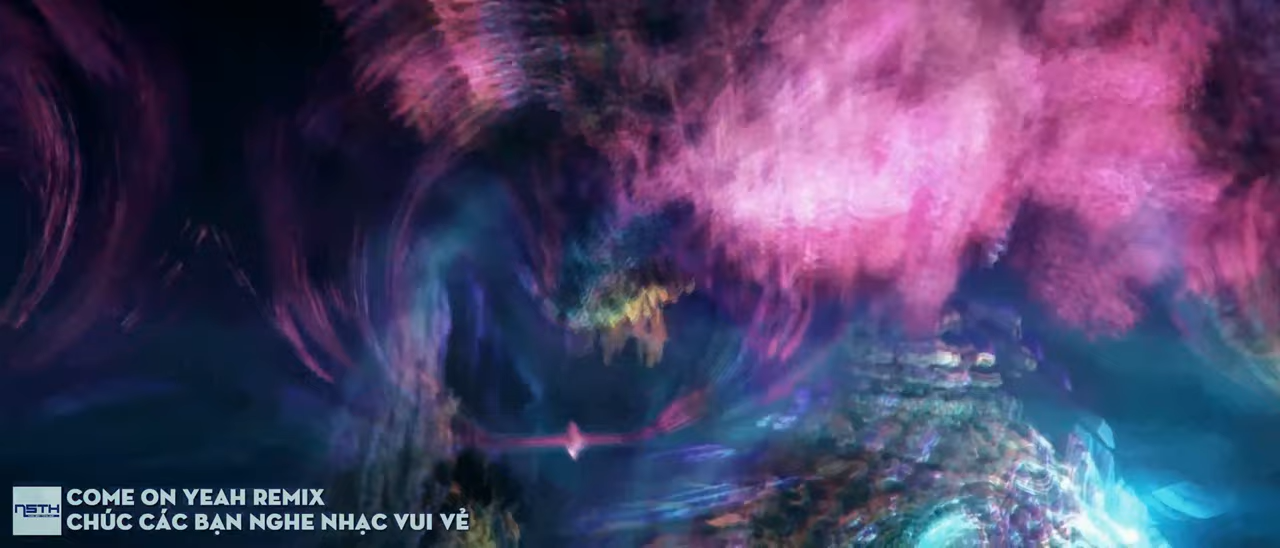 NSTH
COME ON YEAH REMIX
CHÚC CÁC BẠN NGHE NHẠC VUI VẺ